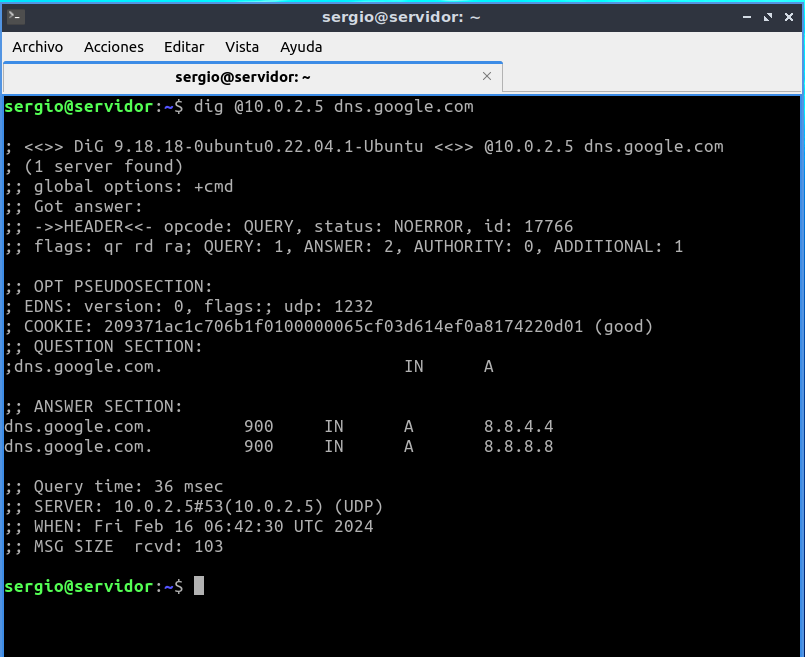 sergio@servidor: ~
Archivo Acciones Editar Vista Ayuda
sergio@servidor: ~
sergio@servidor:~$ dig @10.0.2.5 dns.google.com
; <<>> DiG 9.18.18-0ubuntu0.22.04.1-Ubuntu <<>> @10.0.2.5 dns.google.com
; (1 server found)
;; global options: +cmd
;; Got answer:
;; ->>HEADER<<- opcode: QUERY, status: NOERROR, id: 17766
;; flags: qr rd ra; QUERY: 1, ANSWER: 2, AUTHORITY: 0, ADDITIONAL: 1
;; OPT PSEUDOSECTION:
; EDNS: version: 0, flags:; udp: 1232
; COOKIE: 209371ac1c706b1f0100000065cf03d614ef0a8174220d01 (good)
;; QUESTION SECTION:
;dns.google.com. IN A
;; ANSWER SECTION:
dns.google.com. 900 IN A 8.8.4.4
dns.google.com. 900 IN A 8.8.8.8
;; Query time: 36 msec
;; SERVER: 10.0.2.5#53(10.0.2.5) (UDP)
;; WHEN: Fri Feb 16 06:42:30 UTC 2024
;; MSG SIZE rcvd: 103
sergio@servidor:~$